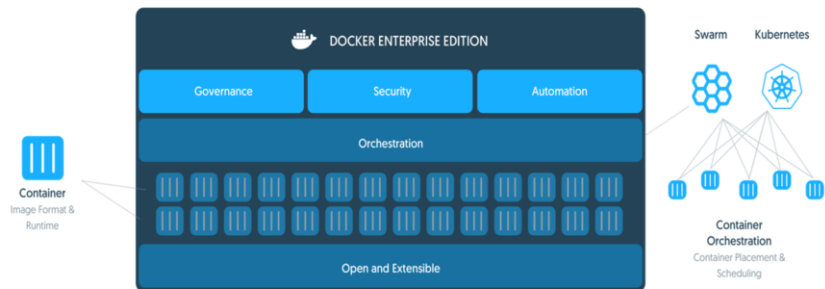 DOCKER ENTERPRISE EDITION
Governance
Security
Automation
Orchestration
Open and Extensible
Container
Image Format &
Runtime
Swarm
Kubernetes
Container
Orchestration
Container Placement &
Scheduling